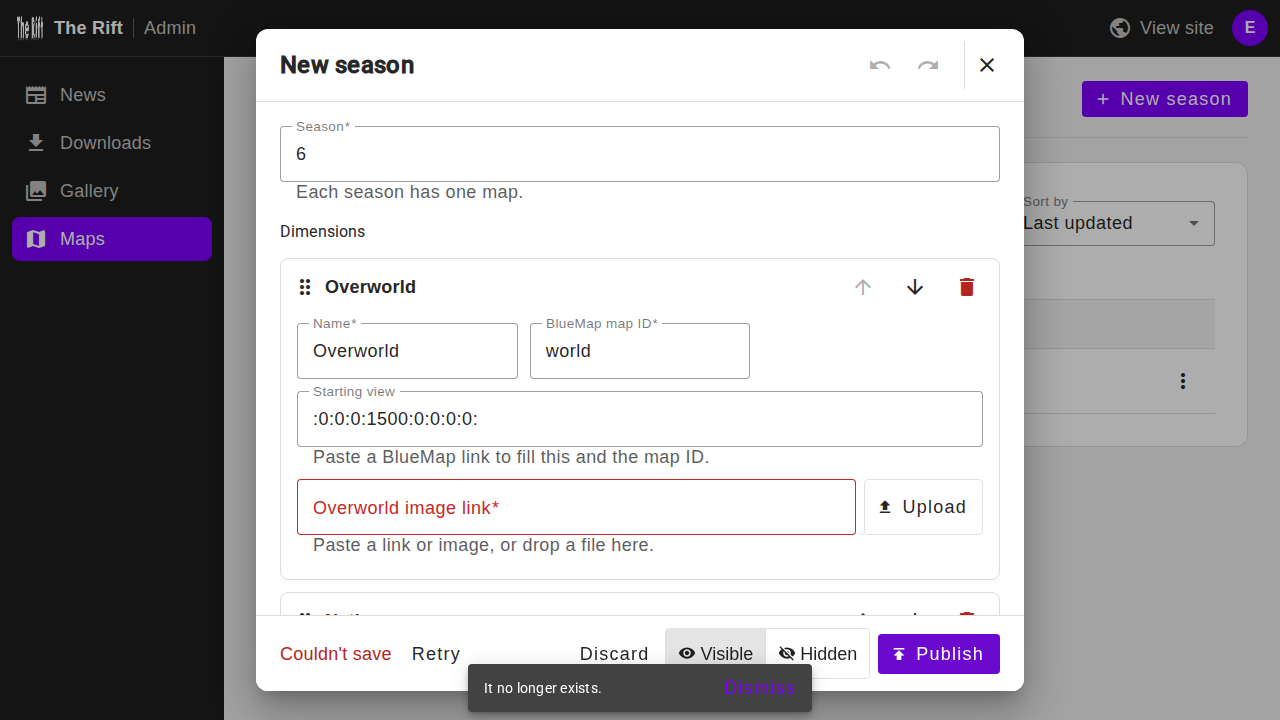 The Rift
Admin
View site
E
News
Downloads
Gallery
Maps
New season
Sort by
Last updated
New season
Season*
6
Each season has one map.
Dimensions
Overworld
Name*
Overworld
BlueMap map ID*
world
Starting view
:0:0:0:1500:0:0:0:0:
Paste a BlueMap link to fill this and the map ID.
Overworld image link*
Upload
Paste a link or image, or drop a file here.
Couldn't save
Retry
Discard
Visible
Hidden
Publish
It no longer exists.
Dismiss